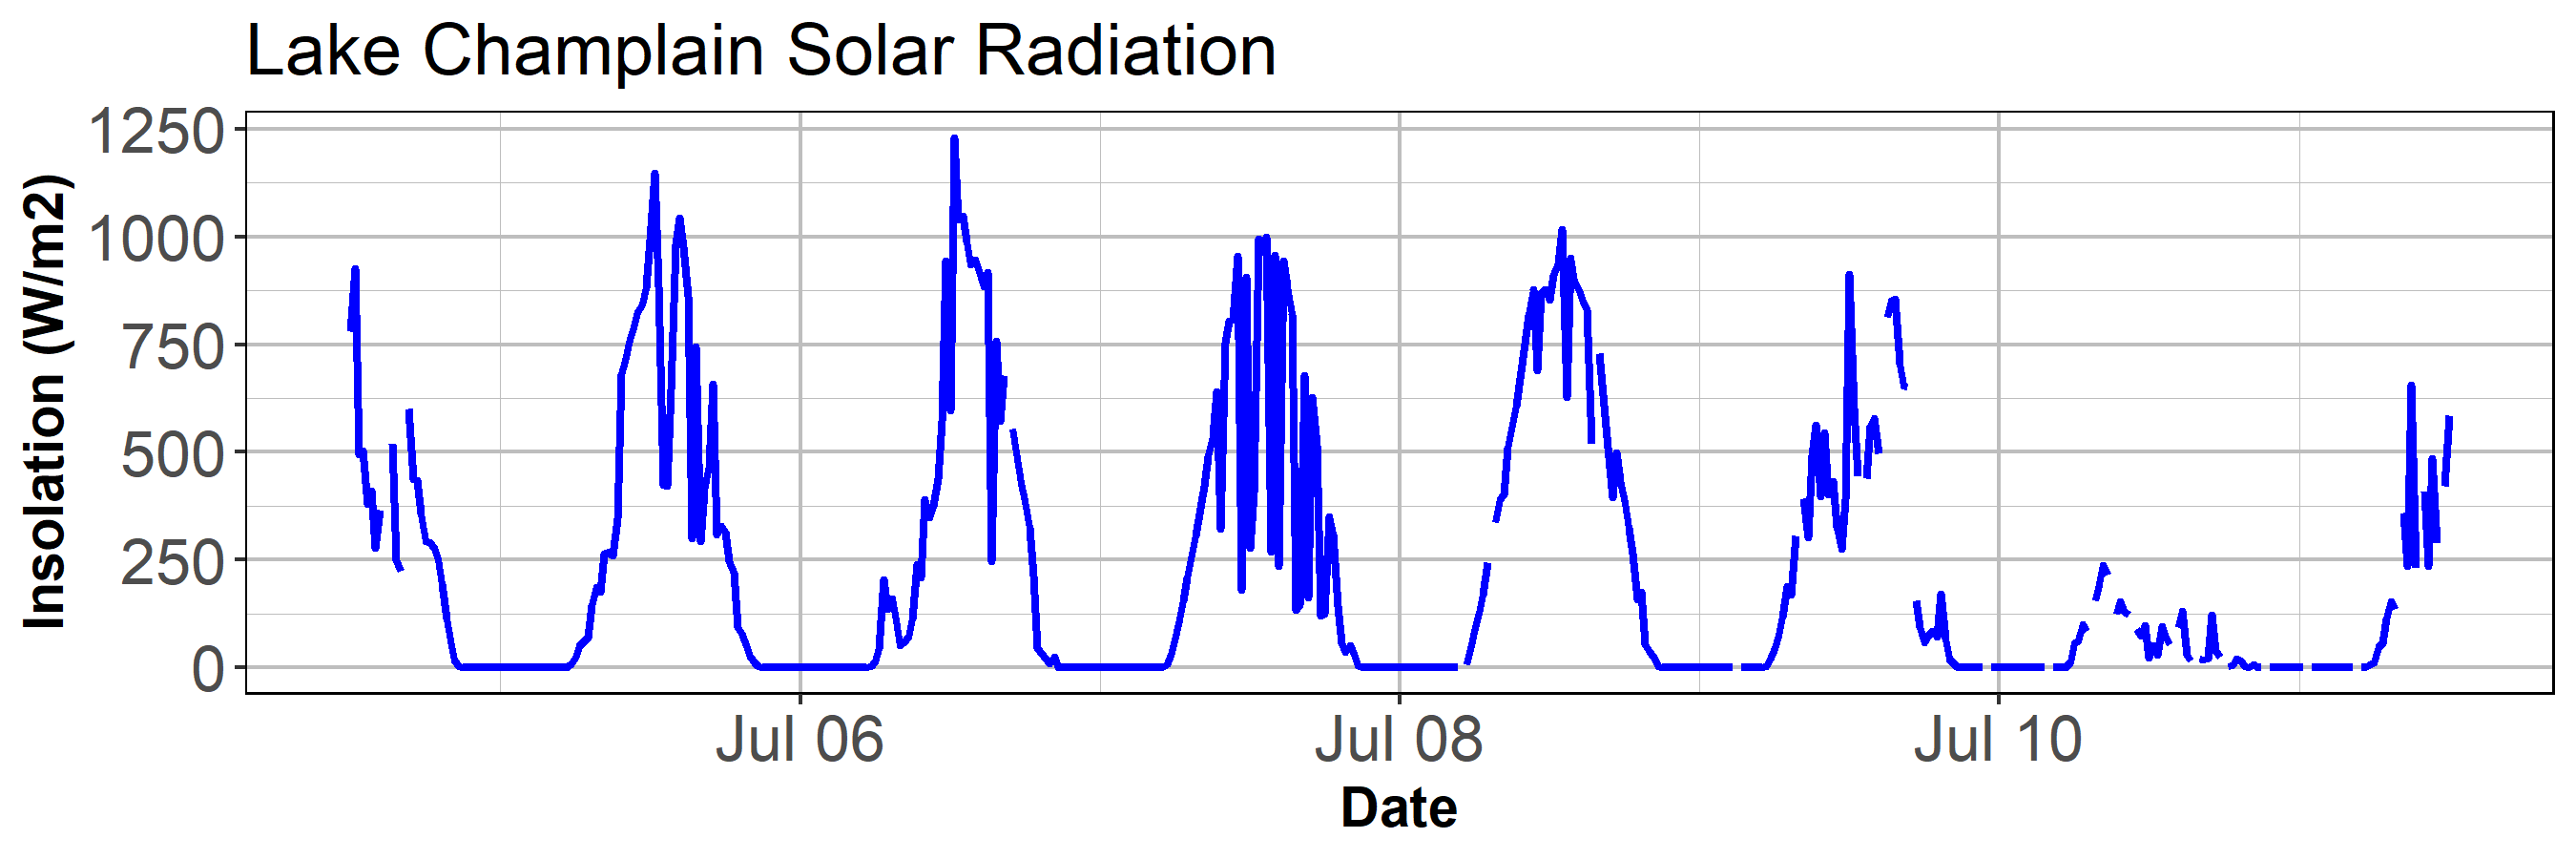 Lake Champlain Solar Radiation
Insolation (W/m2)
1250
1000
750
500
250
0
Jul 06
Jul 08
Jul 10
Date